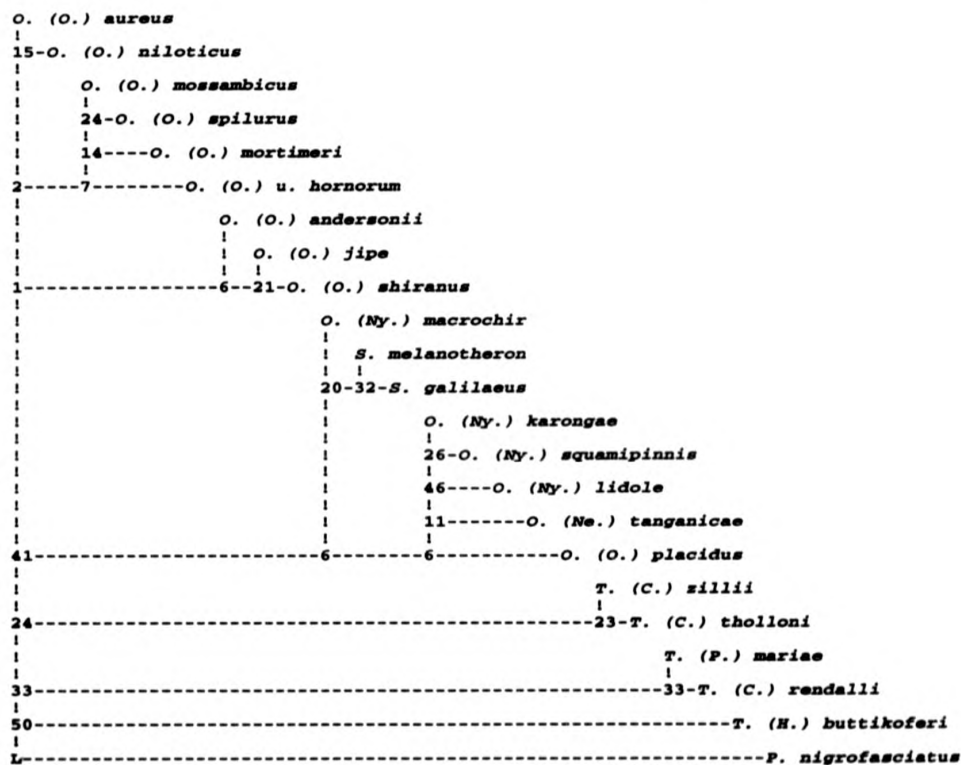 O. (O.) aureus
15-O. (O.) niloticus
O. (O.) mossambicus
24-O. (O.) spilurus
14----O. (O.) mortimeri
2-----7--------O. (O.) u. hornorum
O. (O.) andersonii
O. (O.) jipe
1----------------6--21-O. (O.) shiranus
O. (Ny.) macrochir
S. melanotheron
20-32-S. galilaeus
O. (Ny.) karongae
26-O. (Ny.) squamipinnis
46----O. (Ny.) lidole
11-------O. (Ne.) tanganicae
41------------------------6--------6-----------O. (O.) placidus
T. (C.) zillii
24-----------------------------------------------23-T. (C.) tholloni
T. (P.) mariae
33-----------------------------------------------------33-T. (C.) rendalli
50-----------------------------------------------------------T. (H.) buttikoferi
L---------------------------------------------------------------P. nigrofasciatus